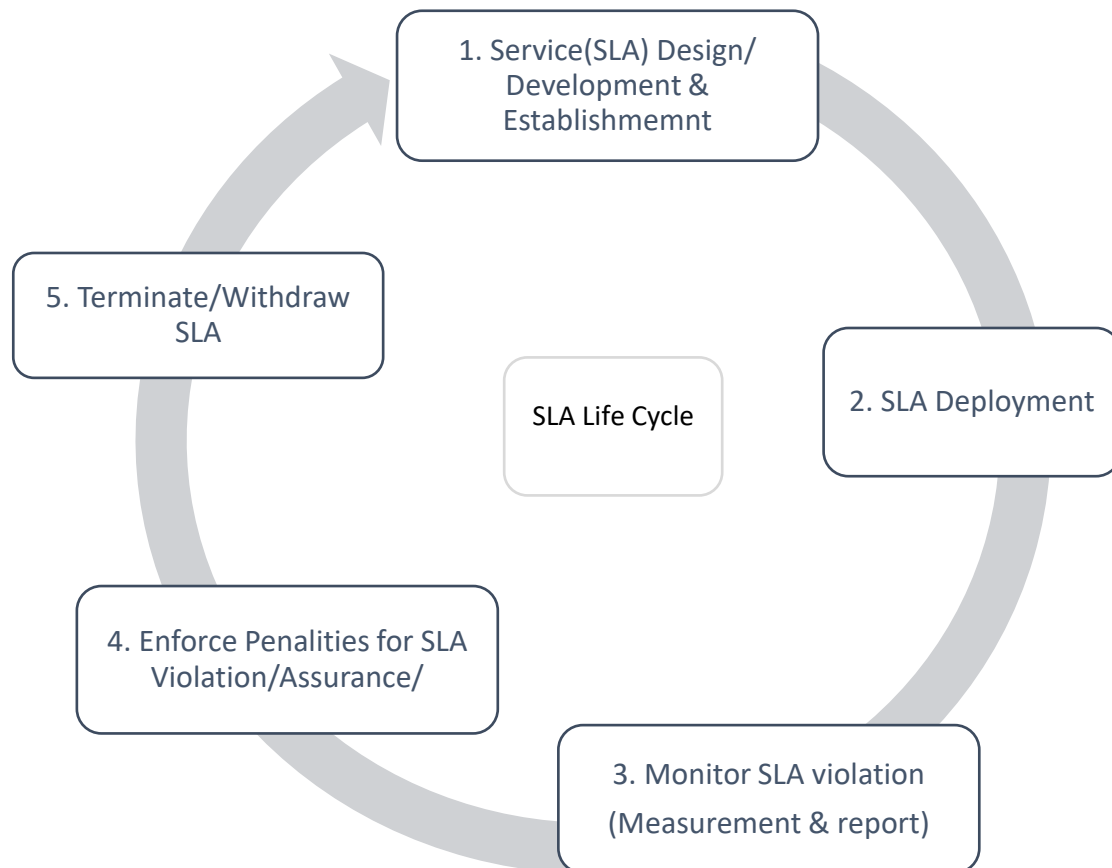 1. Service(SLA) Design/
Development &
Establishmemnt
5. Terminate/Withdraw
SLA
2. SLA Deployment
SLA Life Cycle
4. Enforce Penalities for SLA
Violation/Assurance/
3. Monitor SLA violation
(Measurement & report)